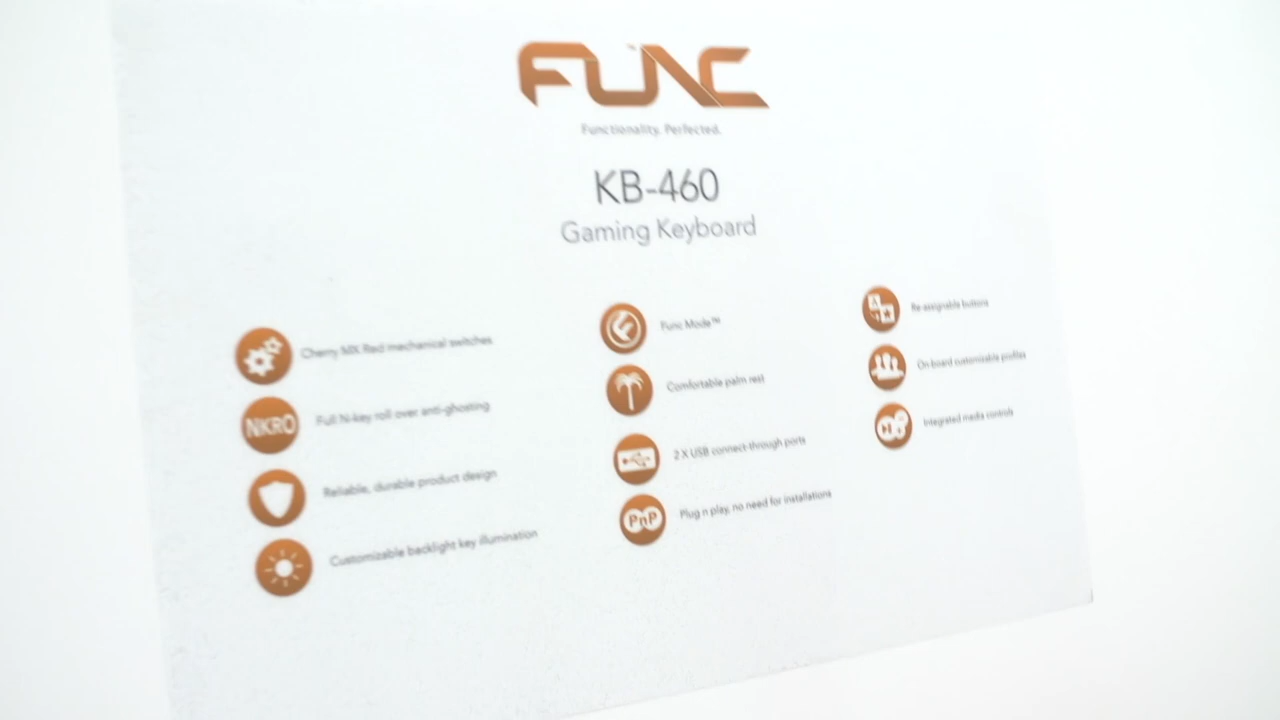 FUNC™
Functionality. Perfected.
KB-460
Gaming Keyboard
Cherry MX Red mechanical switches
NKRO
Full N-key roll over anti-ghosting
Reliable, durable product design
Customizable backlight key illumination
Func Mode™
Comfortable palm rest
2 X USB connect-through ports
PnP
Plug n play, no need for installations
A
Re-assignable buttons
On board customisable profiles
Integrated media controls